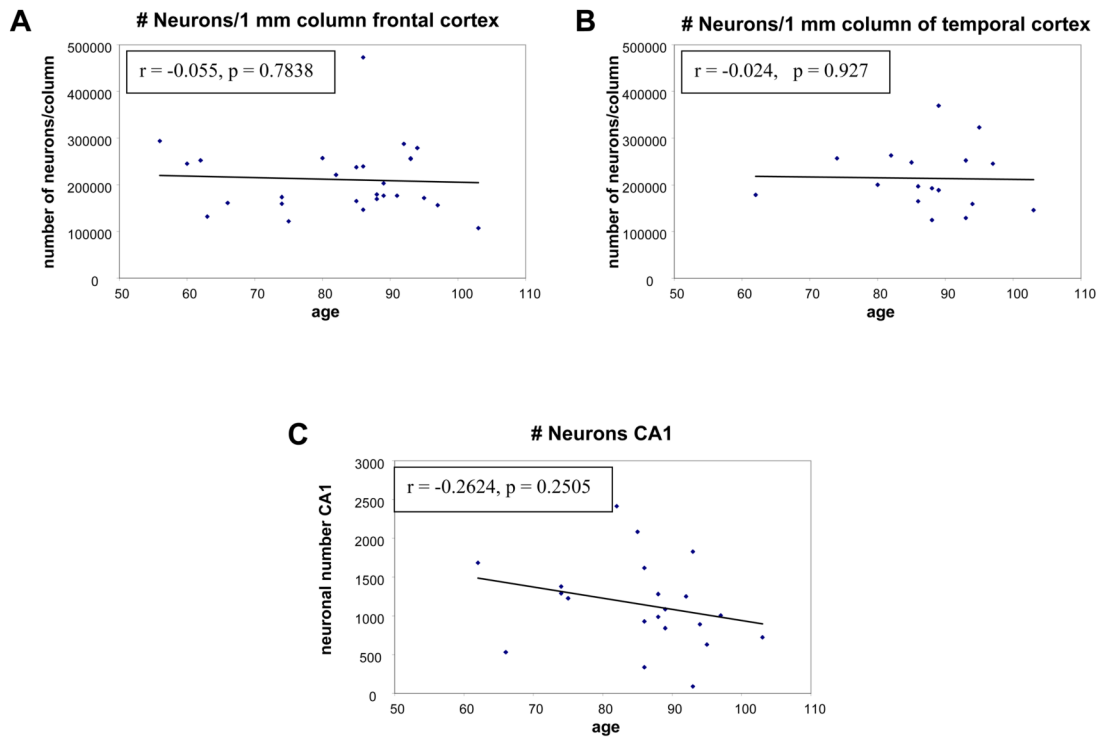 A
# Neurons/1 mm column frontal cortex
r = -0.055, p = 0.7838
number of neurons/column
500000
400000
300000
200000
100000
0
50 60 70 80 90 100 110
age
B
# Neurons/1 mm column of temporal cortex
r = -0.024, p = 0.927
number of neurons/column
500000
400000
300000
200000
100000
0
50 60 70 80 90 100 110
age
C
# Neurons CA1
r = -0.2624, p = 0.2505
neuronal number CA1
3000
2500
2000
1500
1000
500
0
50 60 70 80 90 100 110
age